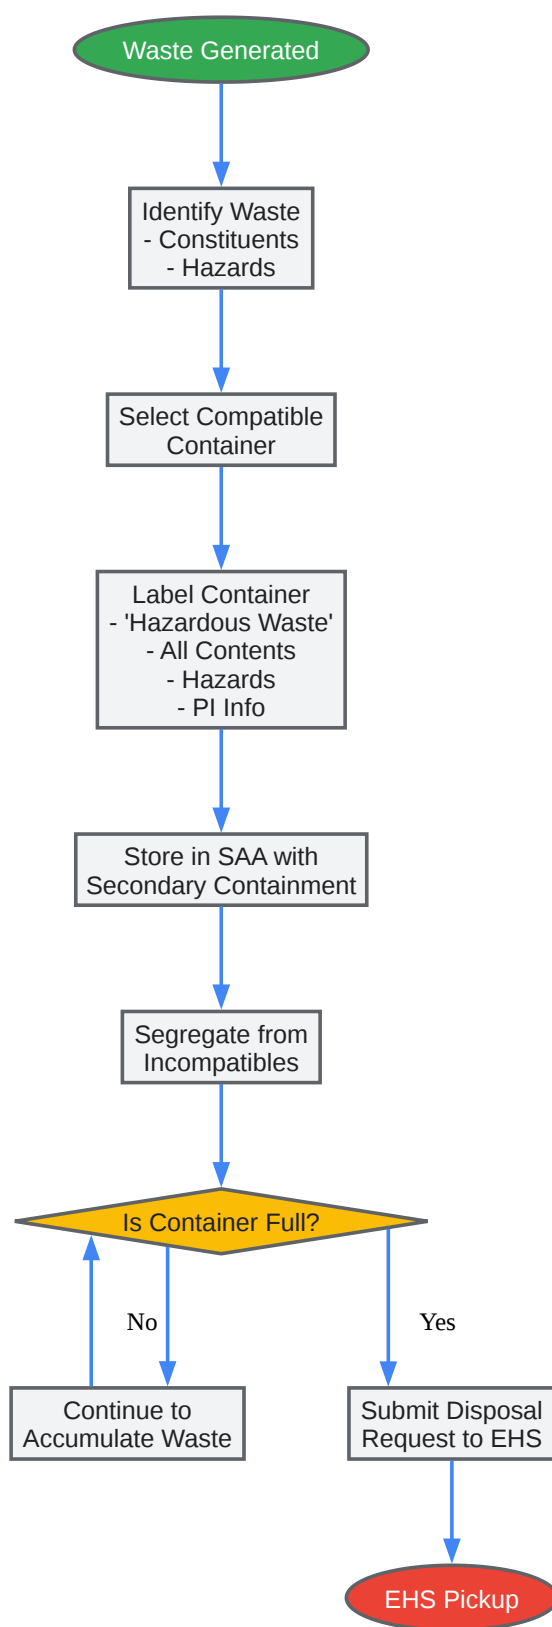 Waste Generated
Identify Waste
- Constituents
- Hazards
Select Compatible
Container
Label Container
- 'Hazardous Waste'
- All Contents
- Hazards
- PI Info
Store in SAA with
Secondary Containment
Segregate from
Incompatibles
Is Container Full?
No
Yes
Continue to
Accumulate Waste
Submit Disposal
Request to EHS
EHS Pickup